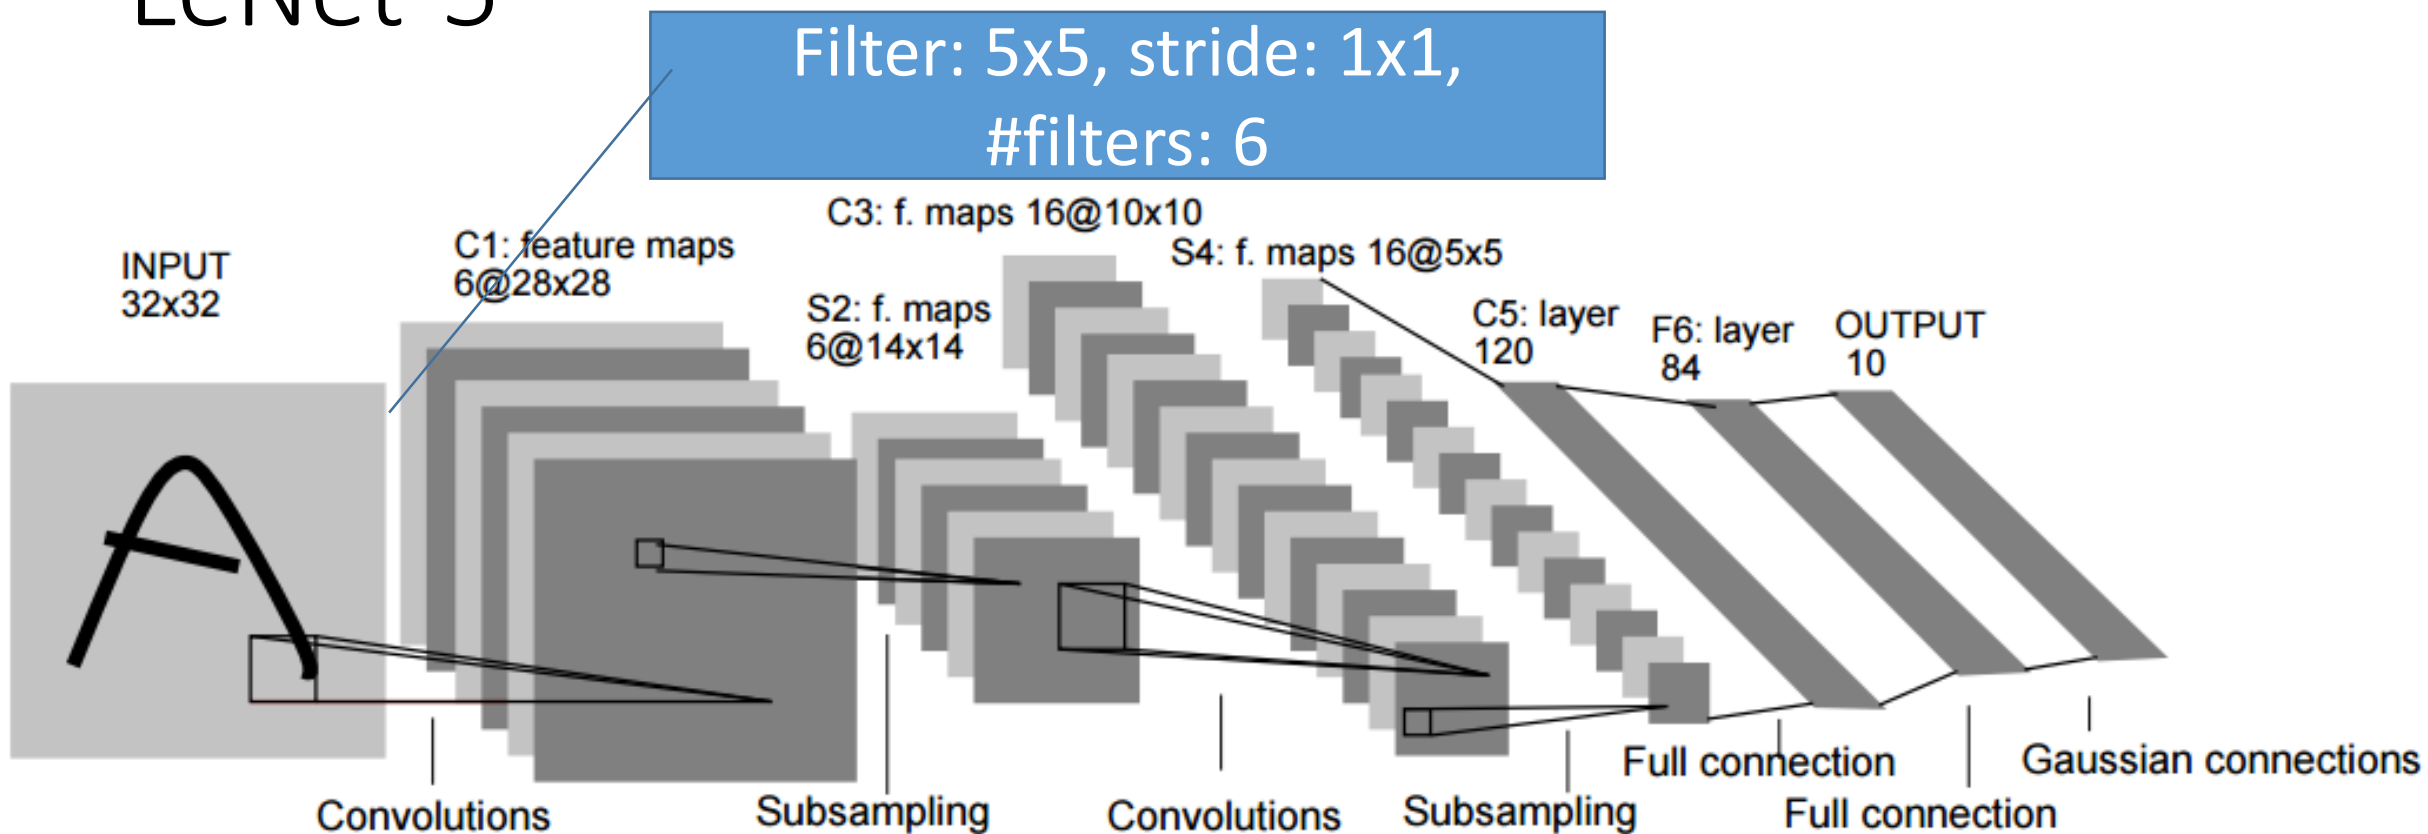 LeNet-5
Filter: 5x5, stride: 1x1,
#filters: 6
C3: f. maps 16@10x10
INPUT
32x32
C1: feature maps
6@28x28
S4: f. maps 16@5x5
S2: f. maps
6@14x14
C5: layer
120
F6: layer
84
OUTPUT
10
Convolutions
Subsampling
Convolutions
Subsampling
Full connection
Full connection
Gaussian connections